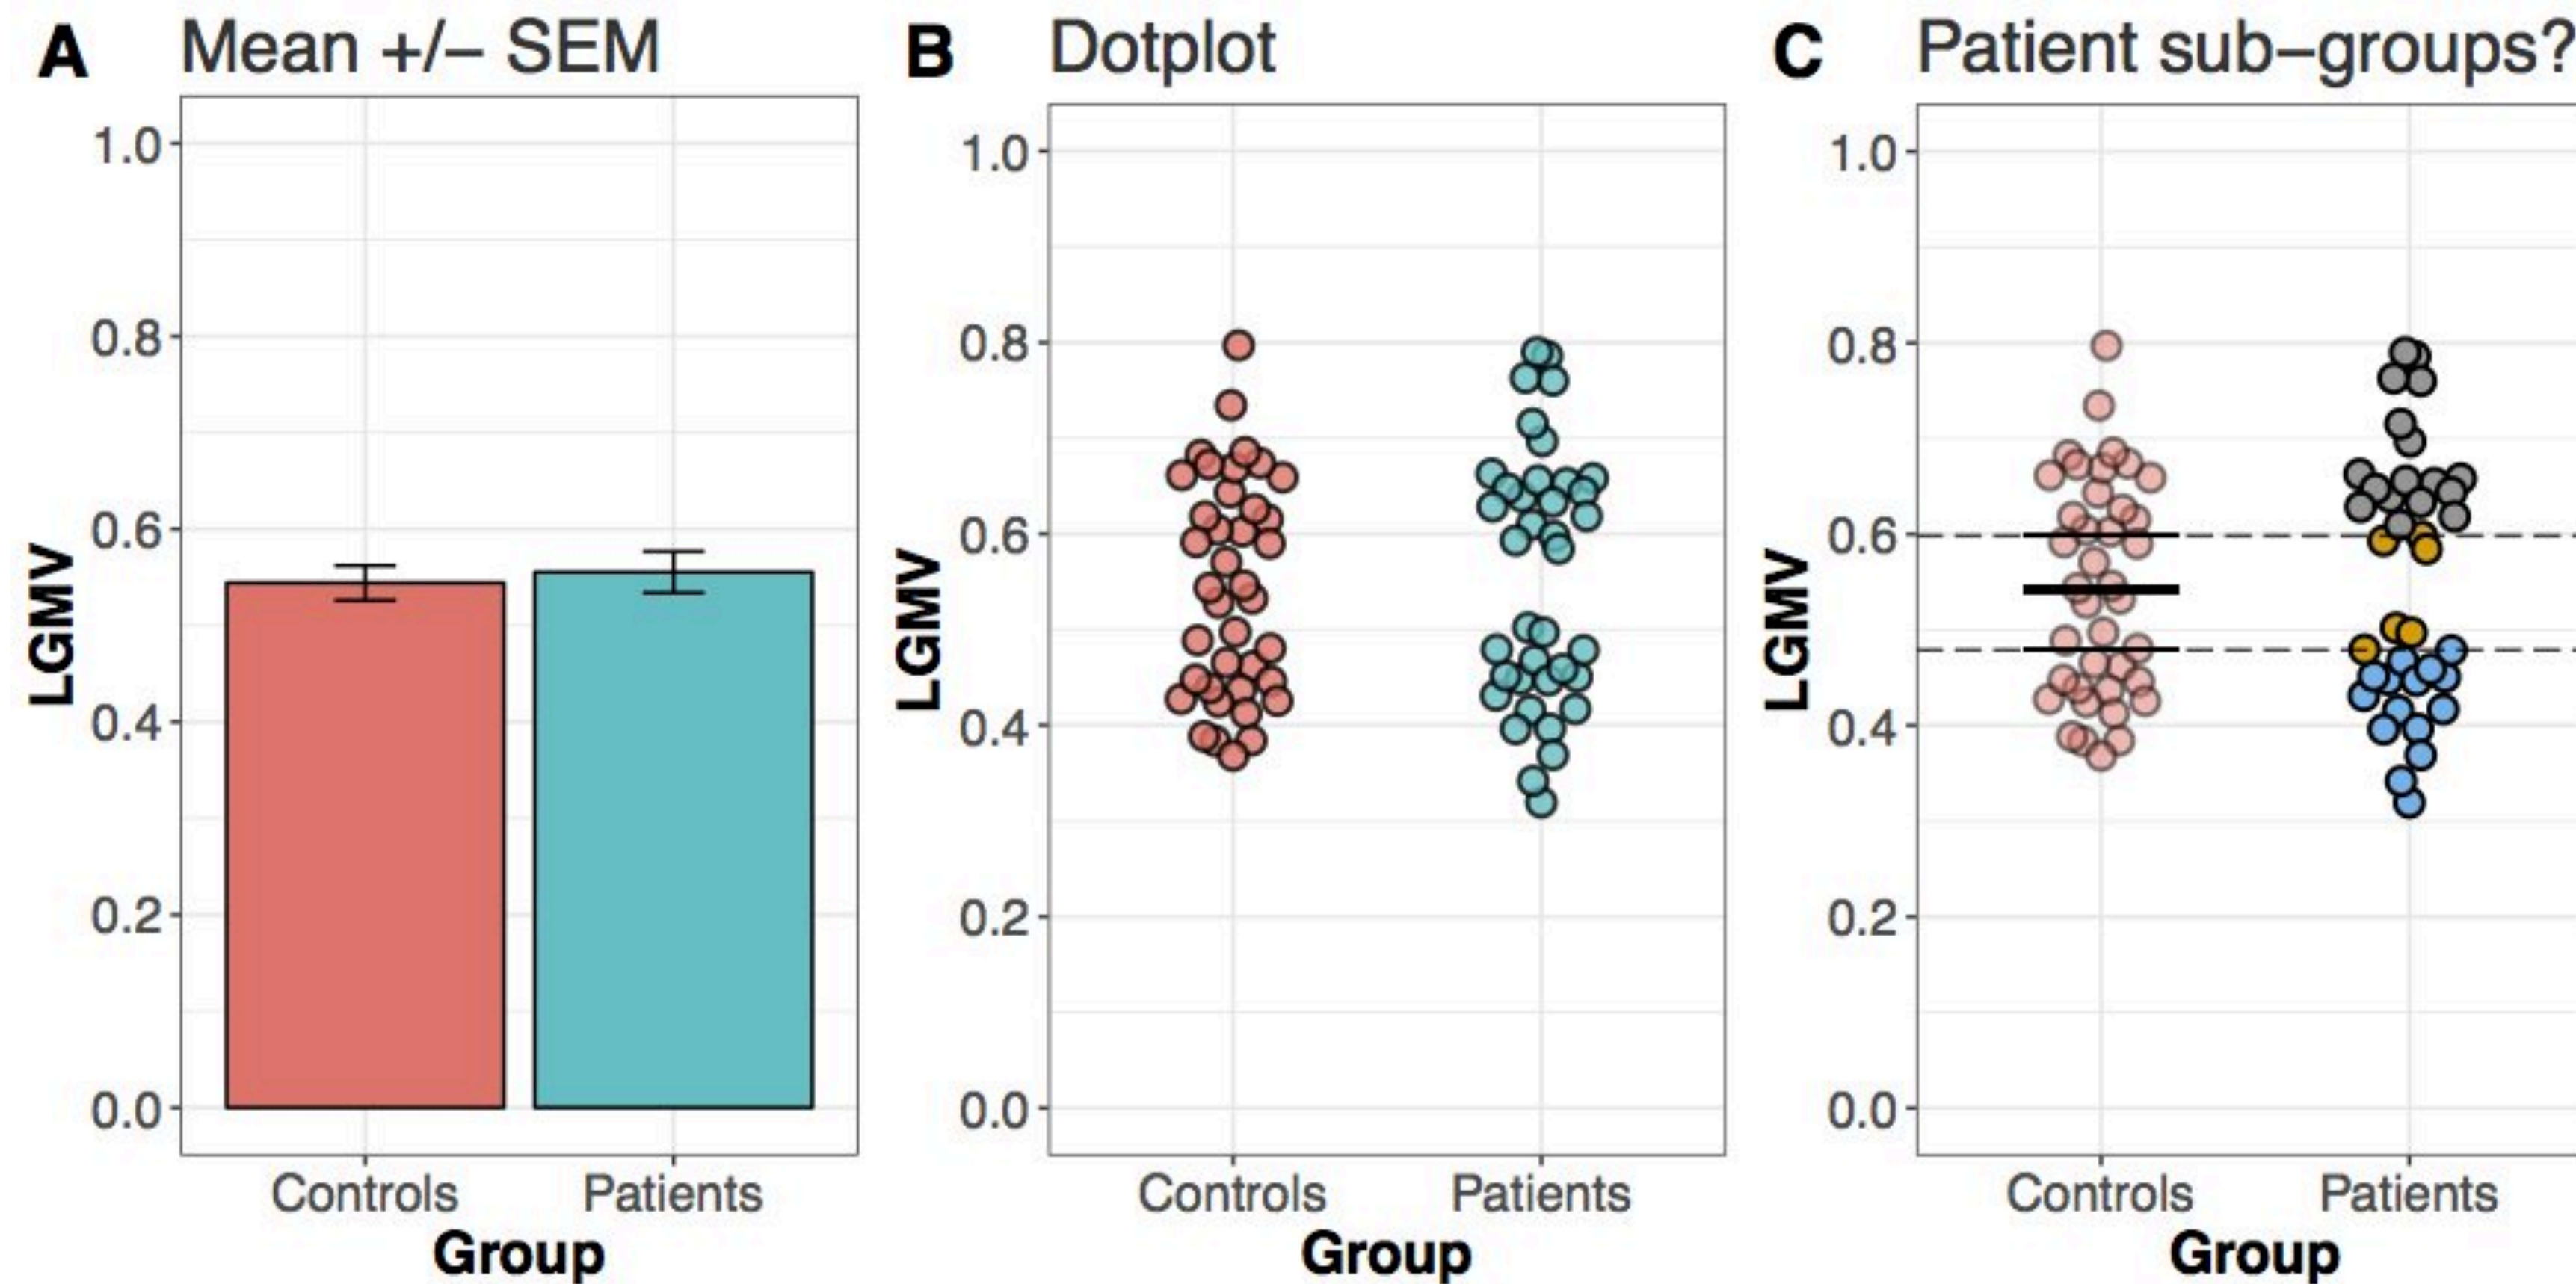 A Mean +/− SEM
LGMV
1.0
0.8
0.6
0.4
0.2
0.0
Controls Patients
Group
B Dotplot
LGMV
1.0
0.8
0.6
0.4
0.2
0.0
Controls Patients
Group
C Patient sub−groups?
LGMV
1.0
0.8
0.6
0.4
0.2
0.0
Controls Patients
Group